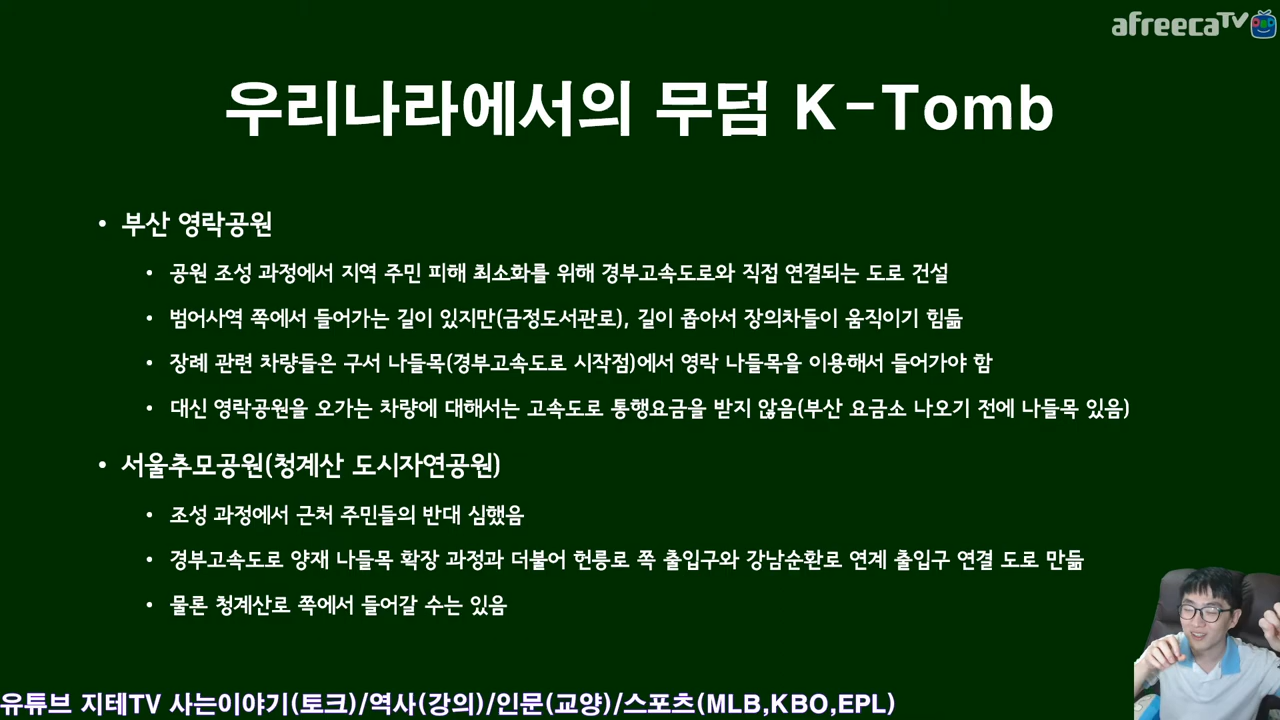 afreecaTV
우리나라에서의 무덤 K-Tomb
• 부산 영락공원
• 공원 조성 과정에서 지역 주민 피해 최소화를 위해 경부고속도로와 직접 연결되는 도로 건설
• 범어사역 쪽에서 들어가는 길이 있지만(금정도서관로), 길이 좁아서 장의차들이 움직이기 힘듦
• 장례 관련 차량들은 구서 나들목(경부고속도로 시작점)에서 영락 나들목을 이용해서 들어가야 함
• 대신 영락공원을 오가는 차량에 대해서는 고속도로 통행요금을 받지 않음(부산 요금소 나오기 전에 나들목 있음)
• 서울추모공원(청계산 도시자연공원)
• 조성 과정에서 근처 주민들의 반대 심했음
• 경부고속도로 양재 나들목 확장 과정과 더불어 헌릉로 쪽 출입구와 강남순환로 연계 출입구 연결 도로 만듦
• 물론 청계산로 쪽에서 들어갈 수는 있음
유튜브 지테TV 사는이야기(토크)/역사(강의)/인문(교양)/스포츠(MLB,KBO,EPL)